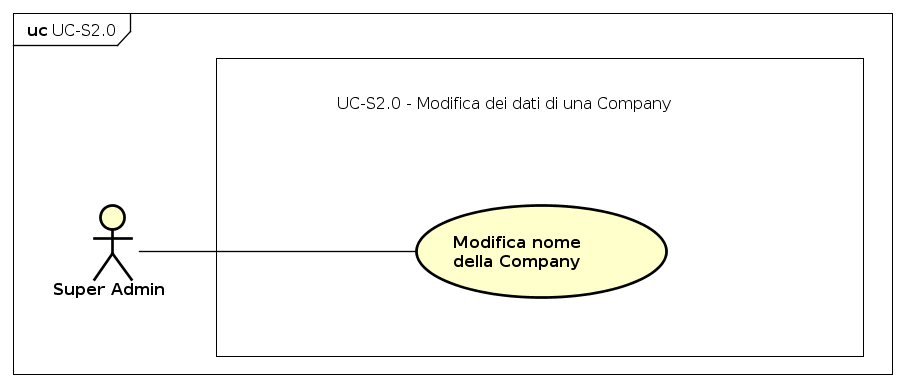 uc UC-S2.0
UC-S2.0 - Modifica dei dati di una Company
Modifica nome
della Company
Super Admin